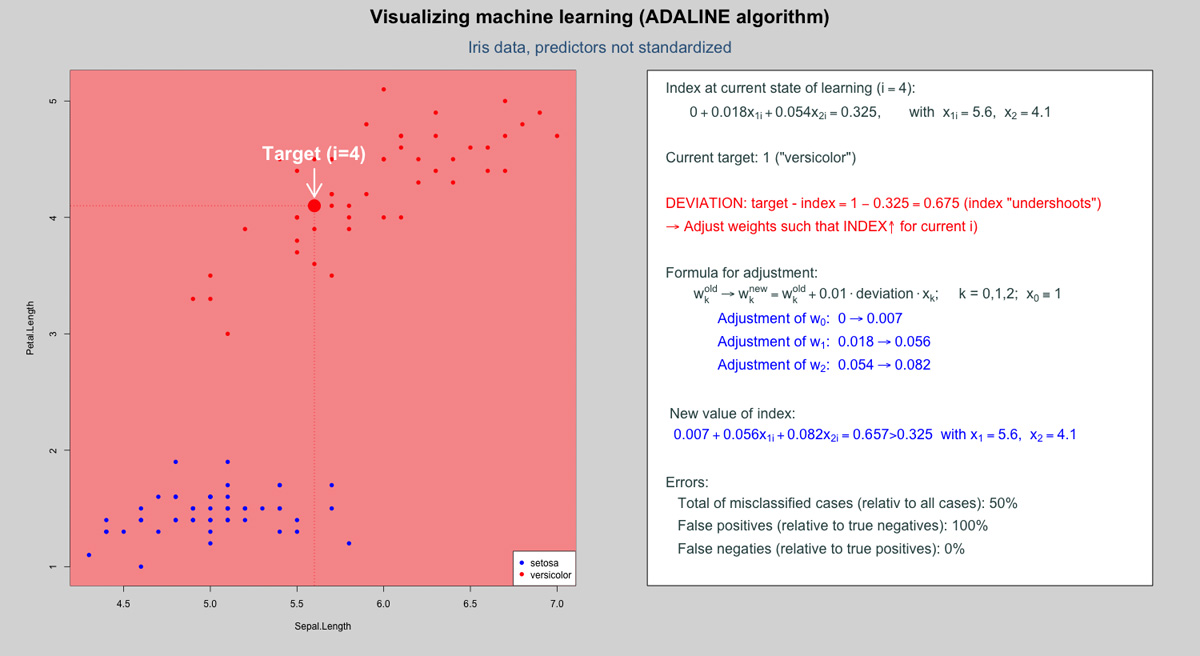 Visualizing machine learning (ADALINE algorithm)
Iris data, predictors not standardized
Target (i=4)
5
4
3
2
1
Petal.Length
4.5 5.0 5.5 6.0 6.5 7.0
Sepal.Length
setosa
versicolor
Index at current state of learning (i = 4):
0 + 0.018x1i + 0.054x2i = 0.325, with x1i = 5.6, x2 = 4.1
Current target: 1 ("versicolor")
DEVIATION: target - index = 1 − 0.325 = 0.675 (index "undershoots")
→ Adjust weights such that INDEX↑ for current i)
Formula for adjustment:
wk^old → wk^new = wk^old + 0.01 · deviation · xk; k = 0,1,2; x0 ≡ 1
Adjustment of w0: 0 → 0.007
Adjustment of w1: 0.018 → 0.056
Adjustment of w2: 0.054 → 0.082
New value of index:
0.007 + 0.056x1i + 0.082x2i = 0.657>0.325 with x1 = 5.6, x2 = 4.1
Errors:
Total of misclassified cases (relativ to all cases): 50%
False positives (relative to true negatives): 100%
False negaties (relative to true positives): 0%